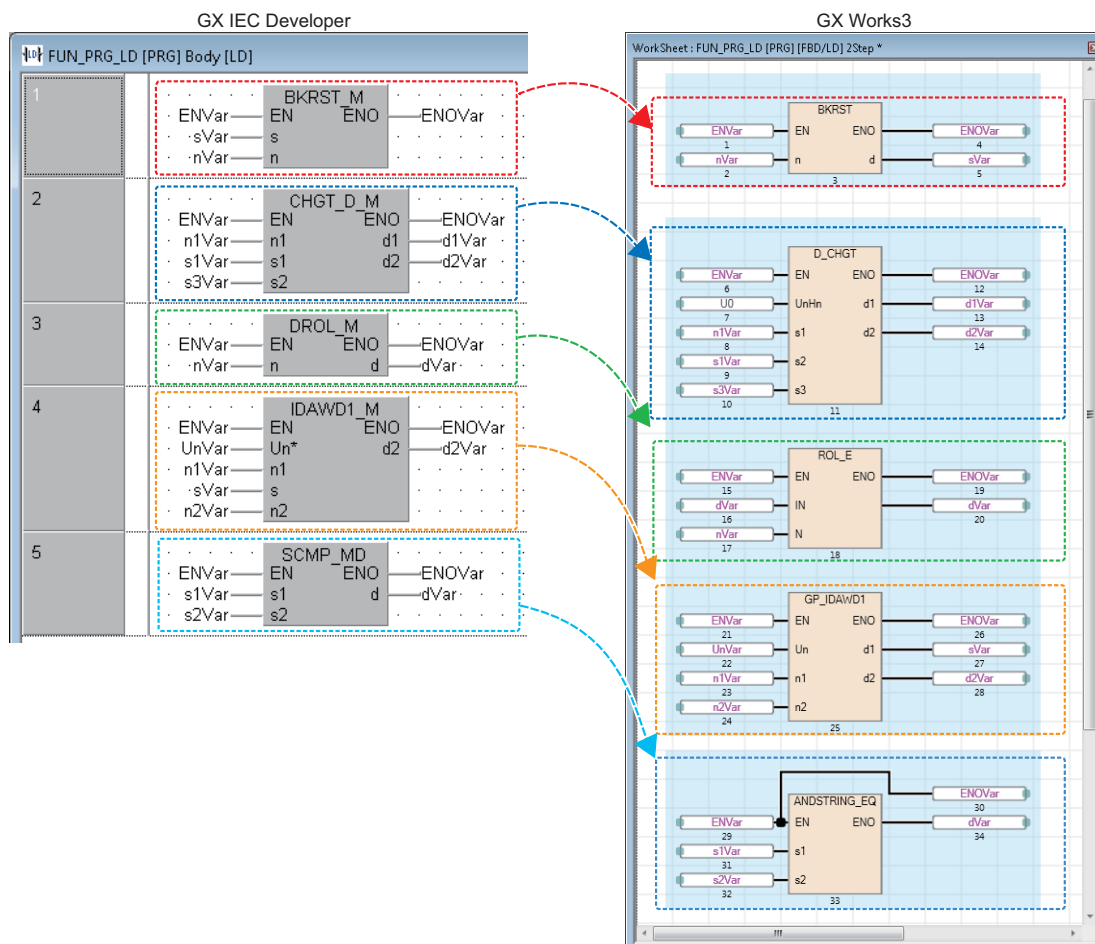 GX IEC Developer
FUN_PRG_LD [PRG] Body [LD]
1
BKRST_M
ENVar EN ENO ENOVar
sVar s
nVar n
2
CHGT_D_M
ENVar EN ENO ENOVar
n1Var n1 d1 d1Var
s1Var s1 d2 d2Var
s3Var s2
3
DROL_M
ENVar EN ENO ENOVar
nVar n d dVar
4
IDAWD1_M
ENVar EN ENO ENOVar
UnVar Un* d2 d2Var
n1Var n1
sVar s
n2Var n2
5
SCMP_MD
ENVar EN ENO ENOVar
s1Var s1 d dVar
s2Var s2
GX Works3
WorkSheet : FUN_PRG_LD [PRG] [FBD/LD] 2Step *
BKRST
ENVar EN ENO ENOVar
1 4
nVar n d sVar
2 3 5
D_CHGT
ENVar EN ENO ENOVar
6 12
U0 UnHn d1 d1Var
7 13
n1Var s1 d2 d2Var
8 14
s1Var s2
9
s3Var s3
10 11
ROL_E
ENVar EN ENO ENOVar
15 19
dVar IN dVar
16 20
nVar N
17 18
GP_IDAWD1
ENVar EN ENO ENOVar
21 26
UnVar Un d1 sVar
22 27
n1Var n1 d2 d2Var
23 28
n2Var n2
24 25
ANDSTRING_EQ
ENOVar
30
ENVar EN ENO dVar
29 34
s1Var s1
31
s2Var s2
32 33